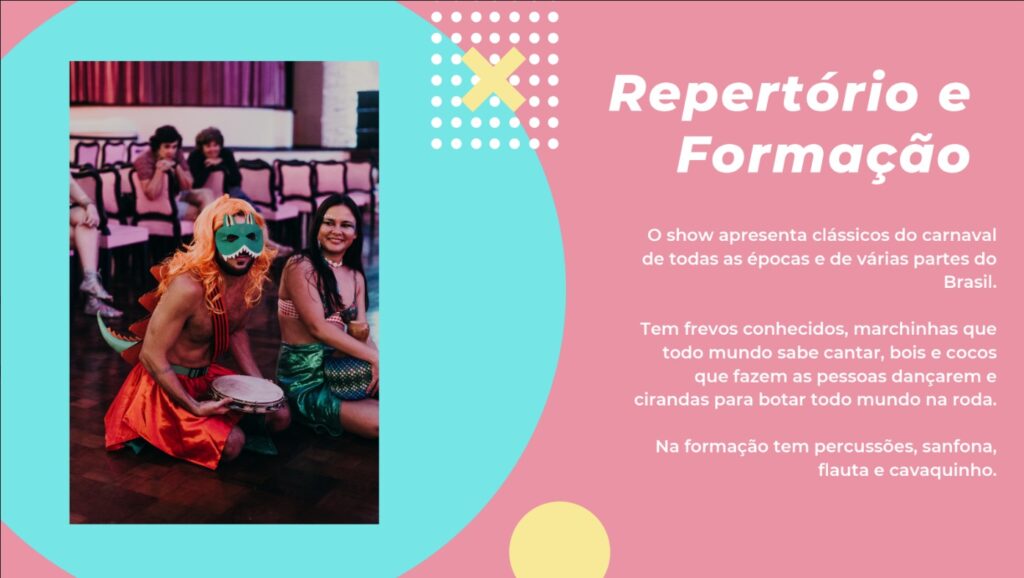 Repertório e
Formação
O show apresenta clássicos do carnaval
de todas as épocas e de várias partes do
Brasil.
Tem frevos conhecidos, marchinhas que
todo mundo sabe cantar, bois e cocos
que fazem as pessoas dançarem e
cirandas para botar todo mundo na roda.
Na formação tem percussões, sanfona,
flauta e cavaquinho.